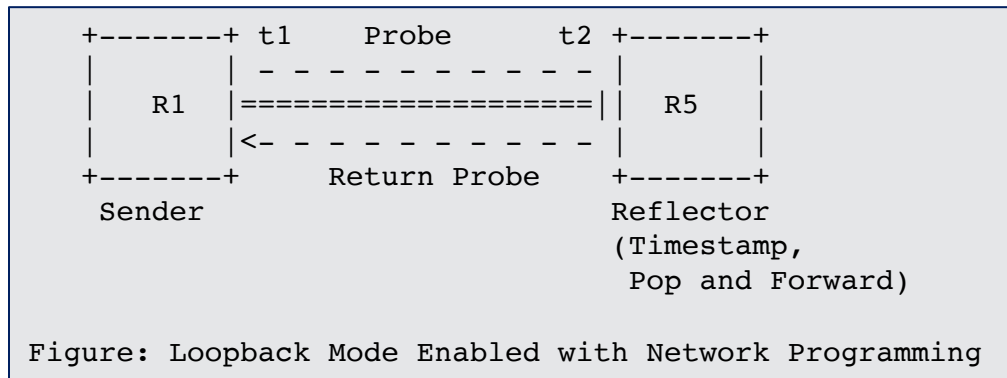 +-------+ t1    Probe      t2 +-------+
|       | - - - - - - - - - - |       |
|   R1  |====================||   R5  |
|       |<- - - - - - - - - - |       |
+-------+     Return Probe    +-------+
 Sender                       Reflector
                              (Timestamp,
                               Pop and Forward)
Figure: Loopback Mode Enabled with Network Programming